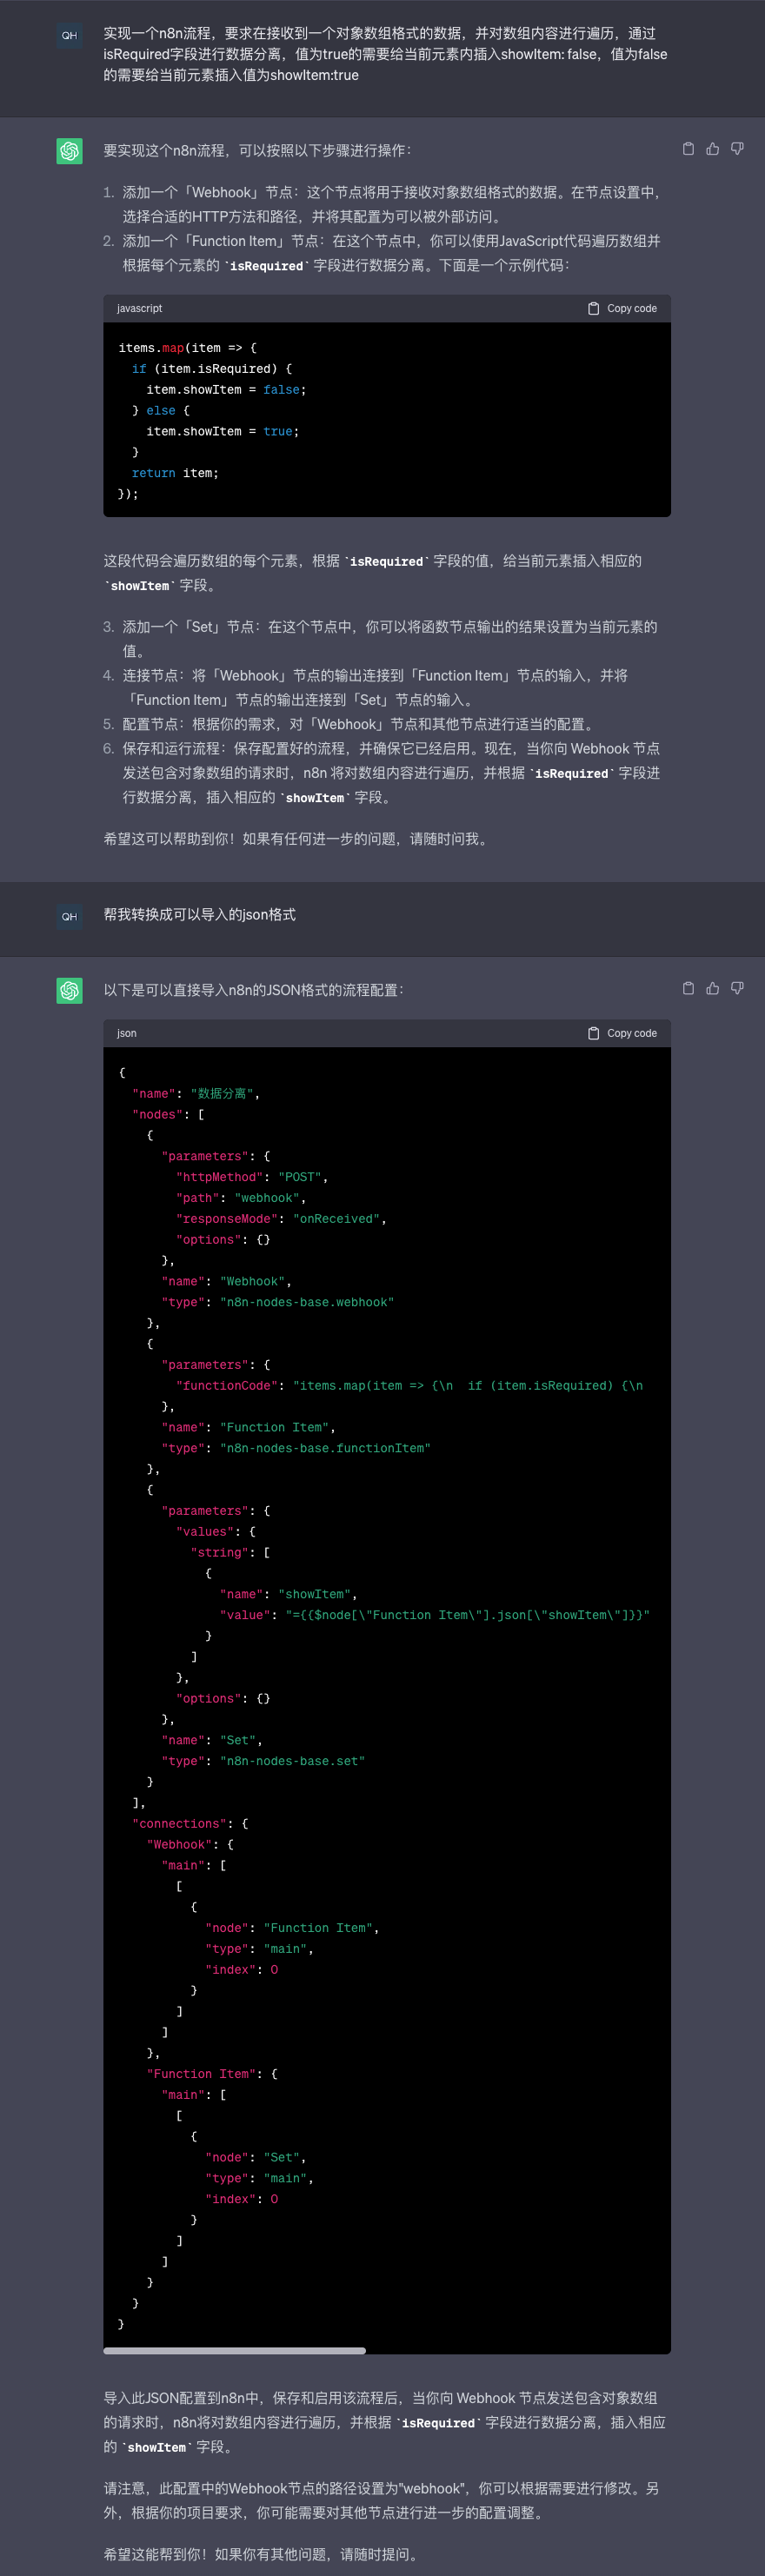 QH
实现一个n8n流程，要求在接收到一个对象数组格式的数据，并对数组内容进行遍历，通过
isRequired字段进行数据分离，值为true的需要给当前元素内插入showItem: false，值为false
的需要给当前元素插入值为showItem:true
要实现这个n8n流程，可以按照以下步骤进行操作：
1. 添加一个「Webhook」节点：这个节点将用于接收对象数组格式的数据。在节点设置中，
选择合适的HTTP方法和路径，并将其配置为可以被外部访问。
2. 添加一个「Function Item」节点：在这个节点中，你可以使用JavaScript代码遍历数组并
根据每个元素的 `isRequired` 字段进行数据分离。下面是一个示例代码：
javascript
Copy code
items.map(item => {
  if (item.isRequired) {
    item.showItem = false;
  } else {
    item.showItem = true;
  }
  return item;
});
这段代码会遍历数组的每个元素，根据 `isRequired` 字段的值，给当前元素插入相应的
`showItem` 字段。
3. 添加一个「Set」节点：在这个节点中，你可以将函数节点输出的结果设置为当前元素的
值。
4. 连接节点：将「Webhook」节点的输出连接到「Function Item」节点的输入，并将
「Function Item」节点的输出连接到「Set」节点的输入。
5. 配置节点：根据你的需求，对「Webhook」节点和其他节点进行适当的配置。
6. 保存和运行流程：保存配置好的流程，并确保它已经启用。现在，当你向 Webhook 节点
发送包含对象数组的请求时，n8n 将对数组内容进行遍历，并根据 `isRequired` 字段进
行数据分离，插入相应的 `showItem` 字段。
希望这可以帮助到你！如果有任何进一步的问题，请随时问我。
QH
帮我转换成可以导入的json格式
以下是可以直接导入n8n的JSON格式的流程配置：
json
Copy code
{
  "name": "数据分离",
  "nodes": [
    {
      "parameters": {
        "httpMethod": "POST",
        "path": "webhook",
        "responseMode": "onReceived",
        "options": {}
      },
      "name": "Webhook",
      "type": "n8n-nodes-base.webhook"
    },
    {
      "parameters": {
        "functionCode": "items.map(item => {\n  if (item.isRequired) {\n
      },
      "name": "Function Item",
      "type": "n8n-nodes-base.functionItem"
    },
    {
      "parameters": {
        "values": {
          "string": [
            {
              "name": "showItem",
              "value": "={{$node[\"Function Item\"].json[\"showItem\"]}}"
            }
          ]
        },
        "options": {}
      },
      "name": "Set",
      "type": "n8n-nodes-base.set"
    }
  ],
  "connections": {
    "Webhook": {
      "main": [
        [
          {
            "node": "Function Item",
            "type": "main",
            "index": 0
          }
        ]
      ]
    },
    "Function Item": {
      "main": [
        [
          {
            "node": "Set",
            "type": "main",
            "index": 0
          }
        ]
      ]
    }
  }
}
导入此JSON配置到n8n中，保存和启用该流程后，当你向 Webhook 节点发送包含对象数组
的请求时，n8n将对数组内容进行遍历，并根据 `isRequired` 字段进行数据分离，插入相应
的 `showItem` 字段。
请注意，此配置中的Webhook节点的路径设置为"webhook"，你可以根据需要进行修改。另
外，根据你的项目要求，你可能需要对其他节点进行进一步的配置调整。
希望这能帮到你！如果你有其他问题，请随时提问。